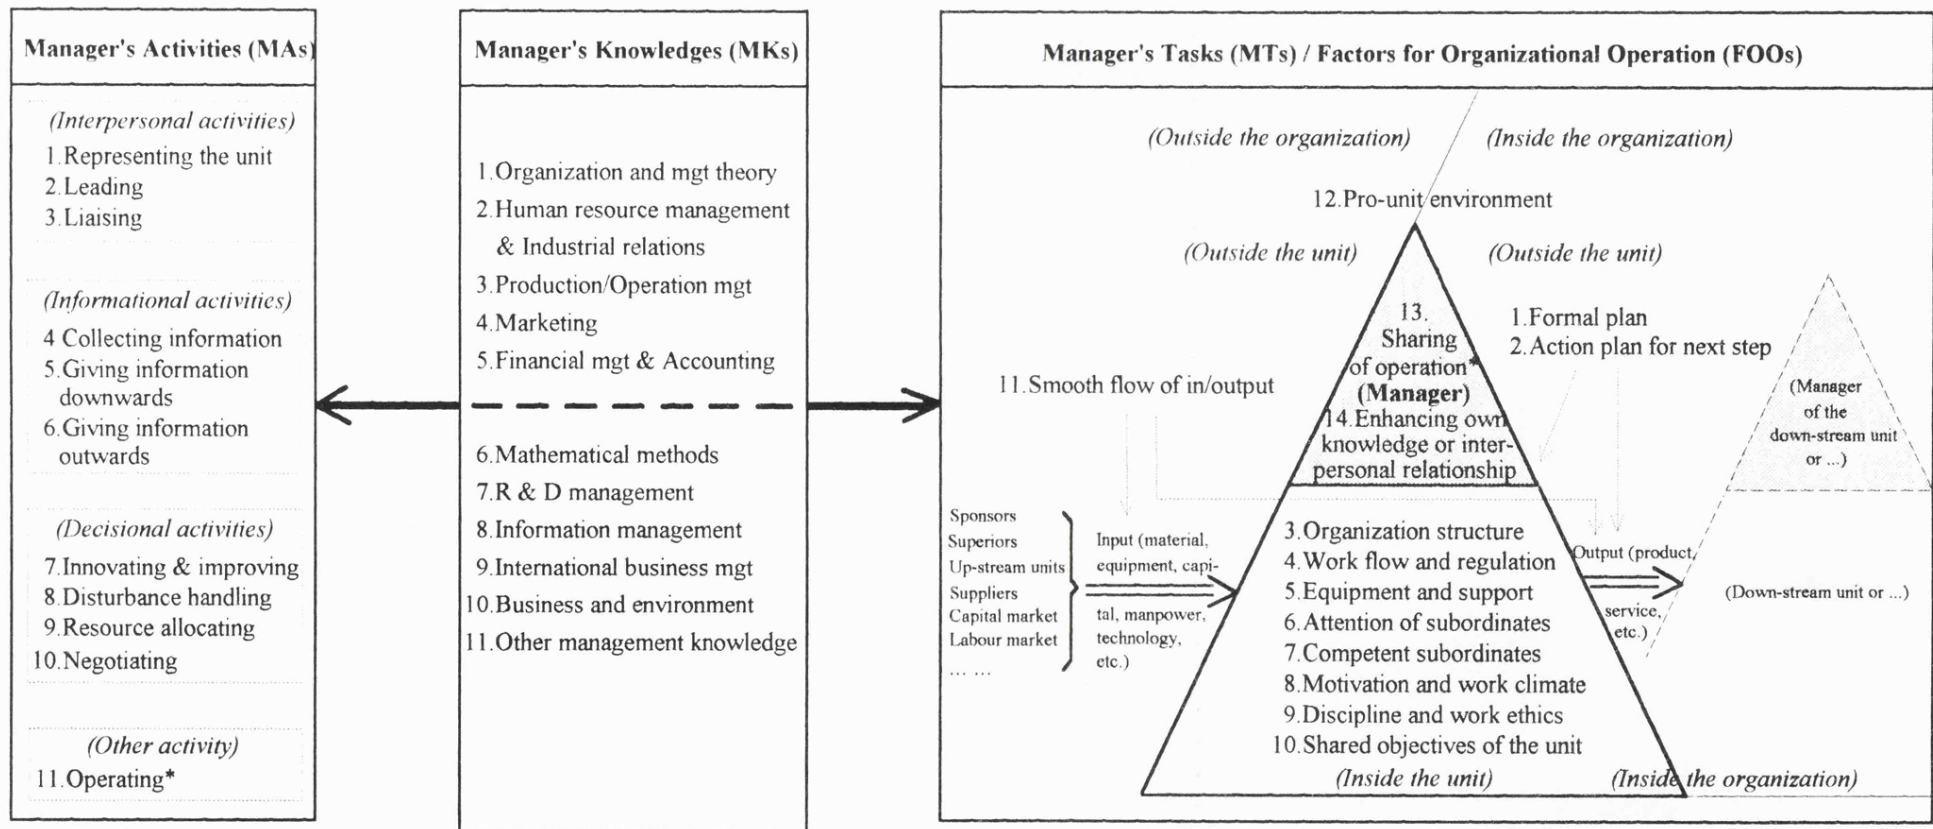 Manager's Activities (MAs)
(Interpersonal activities)
1.Representing the unit
2.Leading
3.Liaising
(Informational activities)
4 Collecting information
5.Giving information
downwards
6.Giving information
outwards
(Decisional activities)
7.Innovating & improving
8.Disturbance handling
9.Resource allocating
10.Negotiating
(Other activity)
11.Operating*
Manager's Knowledges (MKs)
1.Organization and mgt theory
2.Human resource management
& Industrial relations
3.Production/Operation mgt
4.Marketing
5.Financial mgt & Accounting
6.Mathematical methods
7.R & D management
8.Information management
9.International business mgt
10.Business and environment
11.Other management knowledge
Manager's Tasks (MTs) / Factors for Organizational Operation (FOOs)
(Outside the organization)
(Inside the organization)
12.Pro-unit environment
(Outside the unit)
(Outside the unit)
13.
Sharing
of operation*
(Manager)
14.Enhancing own
knowledge or inter-
personal relationship
1.Formal plan
2.Action plan for next step
11.Smooth flow of in/output
(Manager
of the
down-stream unit
or ...)
Sponsors
Superiors
Up-stream units
Suppliers
Capital market
Labour market
... ...
Input (material,
equipment, capi-
tal, manpower,
technology,
etc.)
3.Organization structure
4.Work flow and regulation
5.Equipment and support
6.Attention of subordinates
7.Competent subordinates
8.Motivation and work climate
9.Discipline and work ethics
10.Shared objectives of the unit
(Inside the unit)
Output (product,
service,
etc.)
(Down-stream unit or ...)
(Inside the organization)